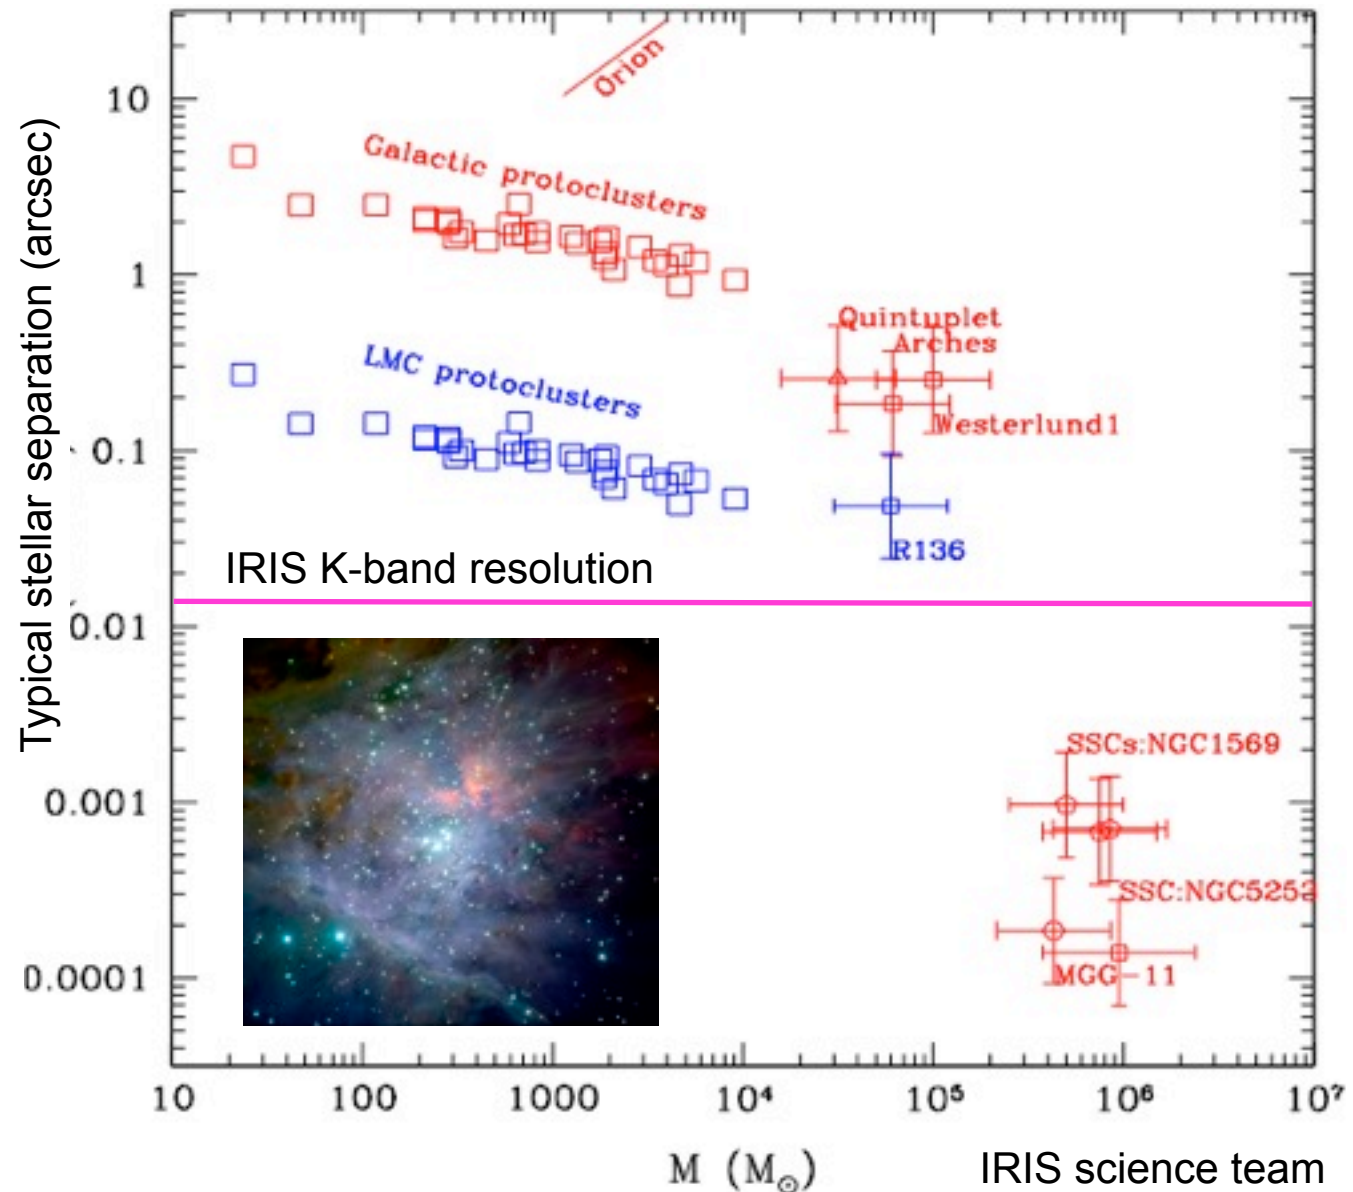 Typical stellar separation (arcsec)
10
1
0.1
0.01
0.001
0.0001
Orion
Galactic protoclusters
LMC protoclusters
Quintuplet
Arches
Westerlund1
R136
IRIS K-band resolution
SSCs:NGC1569
SSC:NGC5253
MGG-11
10 100 1000 10⁴ 10⁵ 10⁶ 10⁷
M (M☉)
IRIS science team